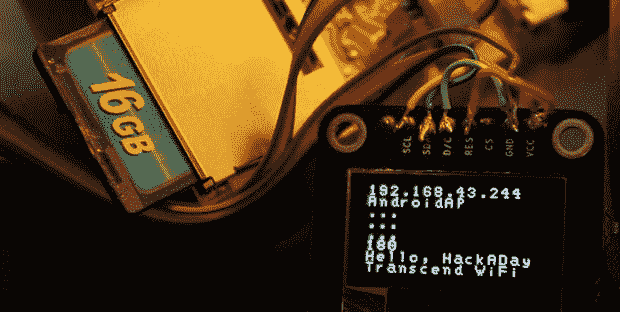 16GB
SCL
SDA
D/C
RES
CS
GND
VCC
192.168.43.244
AndroidAP
...
...
...
180
Hello, HackADay
Transcend WiFi